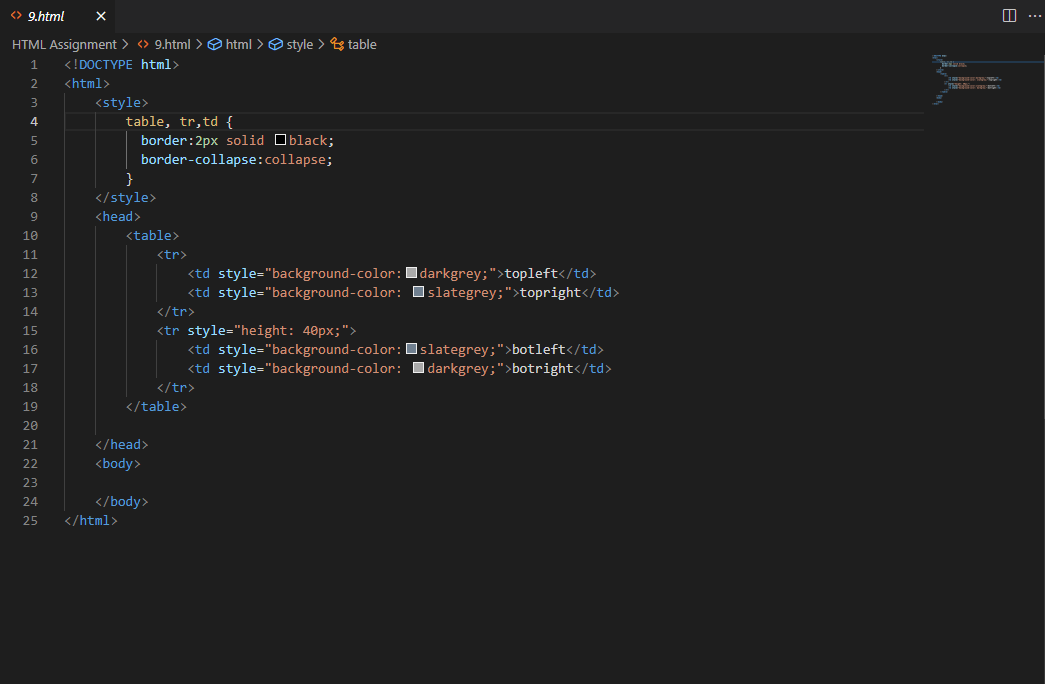 9.html
HTML Assignment > 9.html > html > style > table
1 <!DOCTYPE html>
2 <html>
3 <style>
4 table, tr,td {
5 border:2px solid black;
6 border-collapse:collapse;
7 }
8 </style>
9 <head>
10 <table>
11 <tr>
12 <td style="background-color:darkgrey;">topleft</td>
13 <td style="background-color: slategrey;">topright</td>
14 </tr>
15 <tr style="height: 40px;">
16 <td style="background-color:slategrey;">botleft</td>
17 <td style="background-color: darkgrey;">botright</td>
18 </tr>
19 </table>
20
21 </head>
22 <body>
23
24 </body>
25 </html>